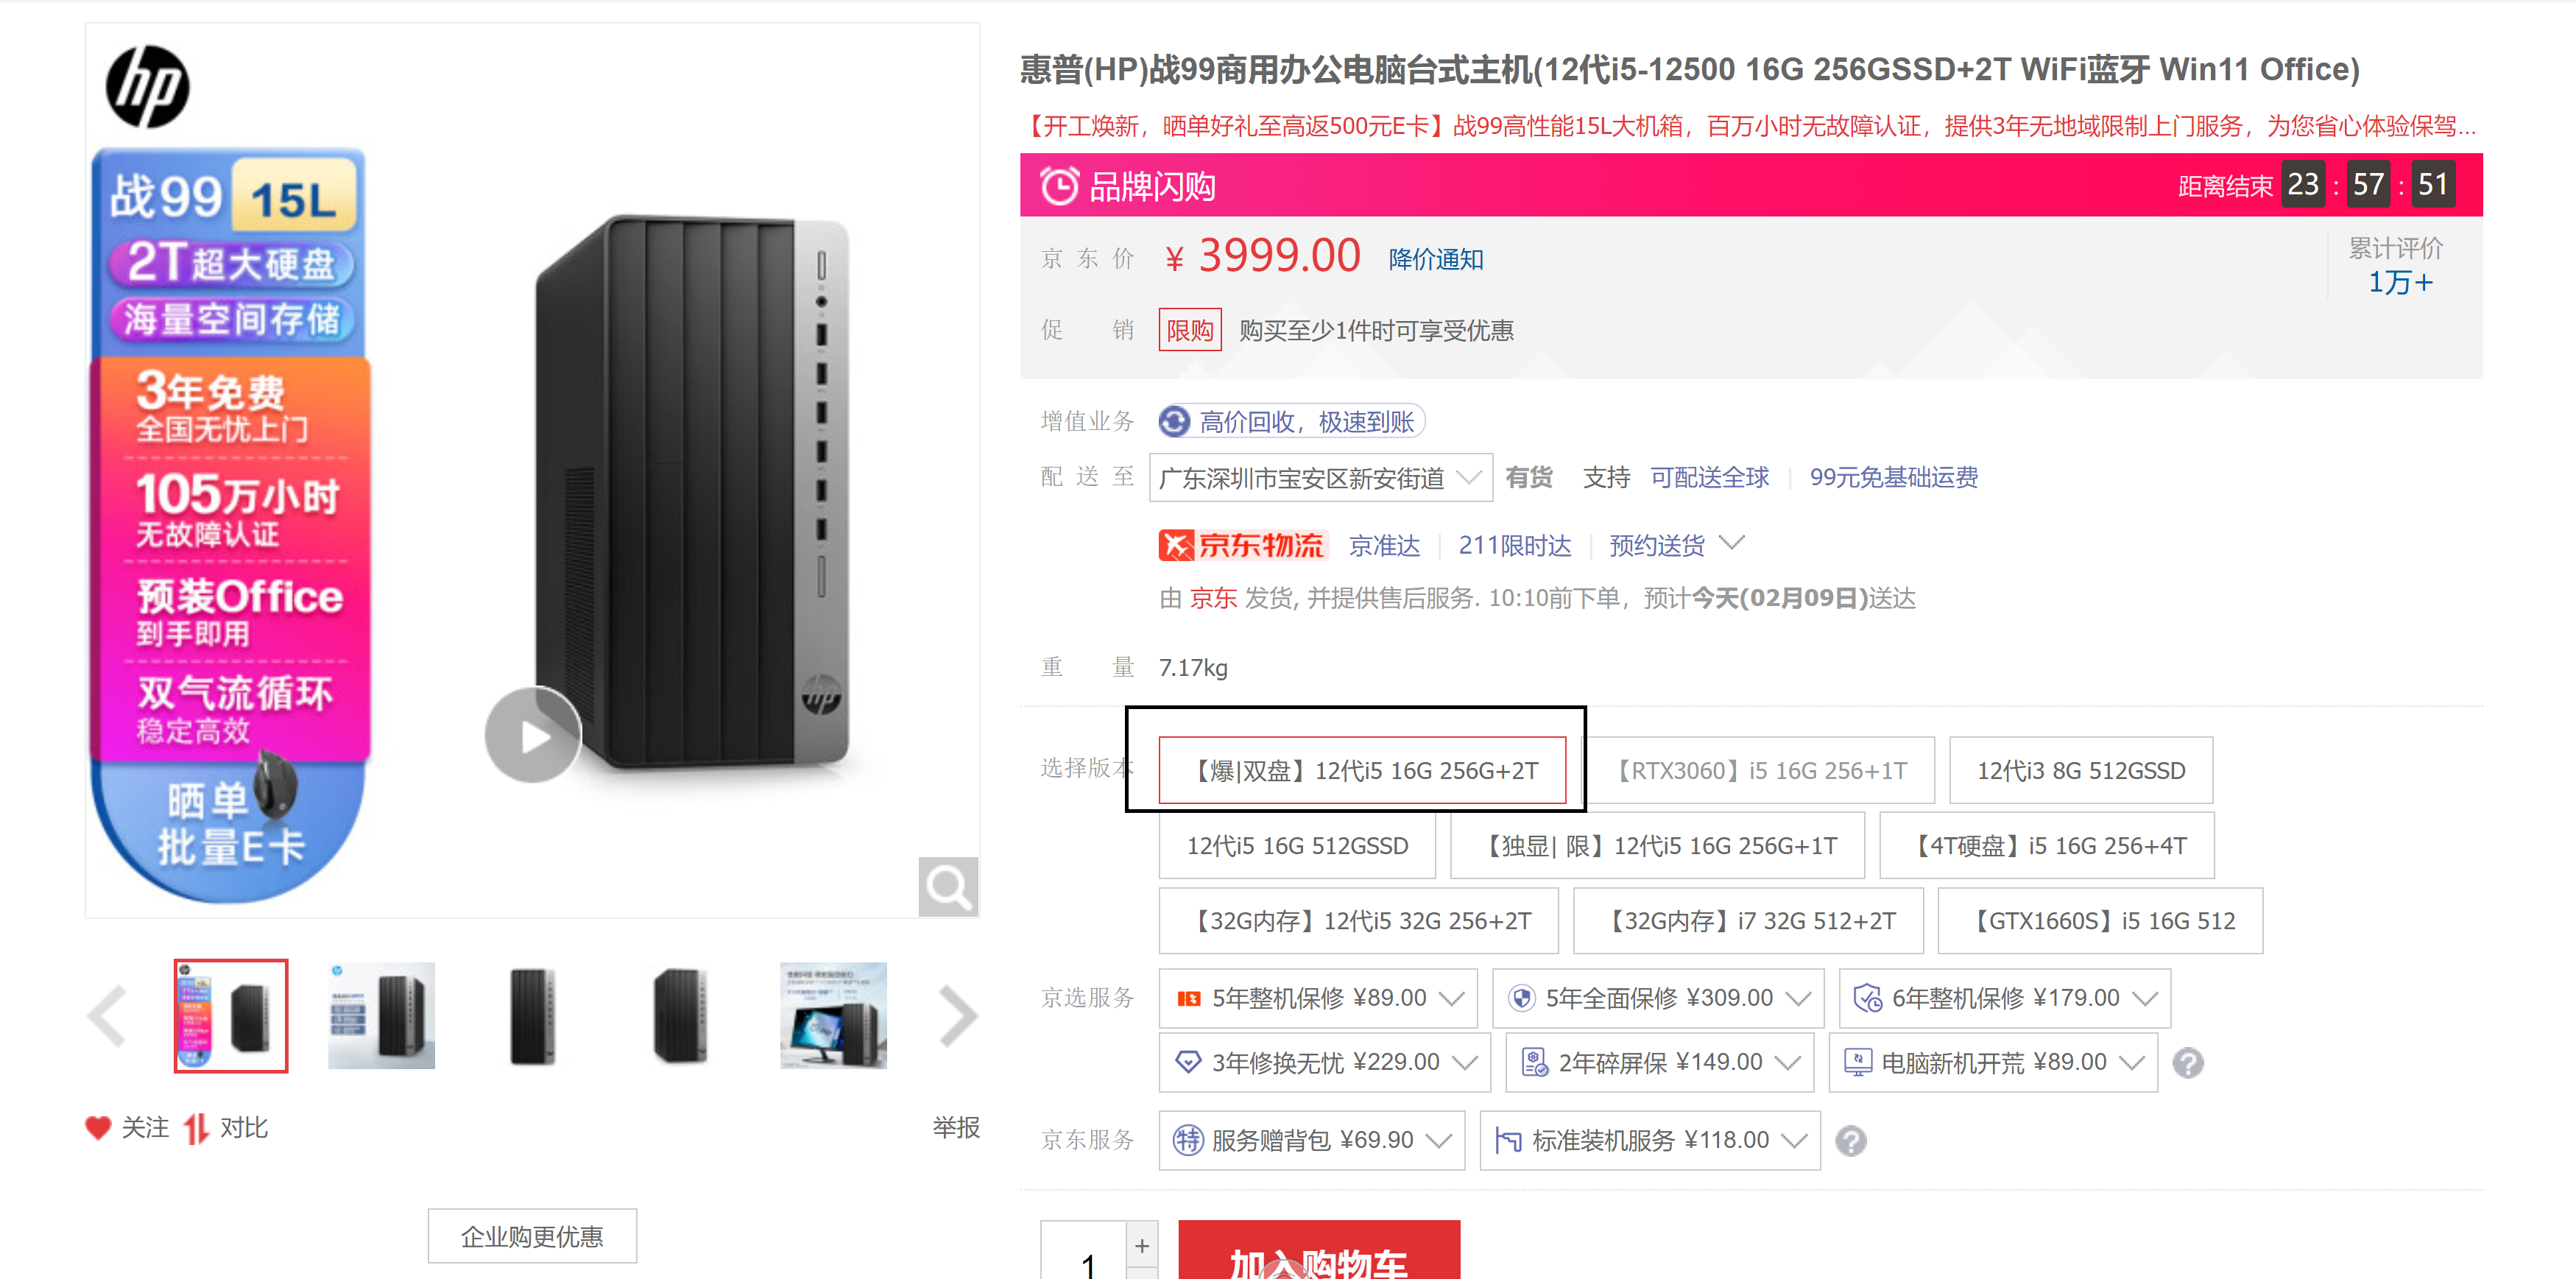 hp
战99 15L
2T超大硬盘
海量空间存储
3年免费
全国无忧上门
105万小时
无故障认证
预装Office
到手即用
双气流循环
稳定高效
晒单
批量E卡
hp
关注 对比 举报
企业购更优惠
惠普(HP)战99商用办公电脑台式主机(12代i5-12500 16G 256GSSD+2T WiFi蓝牙 Win11 Office)
【开工焕新，晒单好礼至高返500元E卡】战99高性能15L大机箱，百万小时无故障认证，提供3年无地域限制上门服务，为您省心体验保驾...
品牌闪购 距离结束 23 : 57 : 51
京东价 ¥ 3999.00 降价通知
累计评价
1万+
促销 限购 购买至少1件时可享受优惠
增值业务 高价回收，极速到账
配送至 广东深圳市宝安区新安街道 有货 支持 可配送全球 99元免基础运费
京东物流 京准达 211限时达 预约送货
由 京东 发货, 并提供售后服务. 10:10前下单，预计今天(02月09日)送达
重量 7.17kg
选择版本 【爆|双盘】12代i5 16G 256G+2T 【RTX3060】i5 16G 256+1T 12代i3 8G 512GSSD
12代i5 16G 512GSSD 【独显| 限】12代i5 16G 256G+1T 【4T硬盘】i5 16G 256+4T
【32G内存】12代i5 32G 256+2T 【32G内存】i7 32G 512+2T 【GTX1660S】i5 16G 512
京选服务 5年整机保修 ¥89.00 5年全面保修 ¥309.00 6年整机保修 ¥179.00
3年修换无忧 ¥229.00 2年碎屏保 ¥149.00 电脑新机开荒 ¥89.00 ?
京东服务 特 服务赠背包 ¥69.90 标准装机服务 ¥118.00 ?
1 + 加入购物车